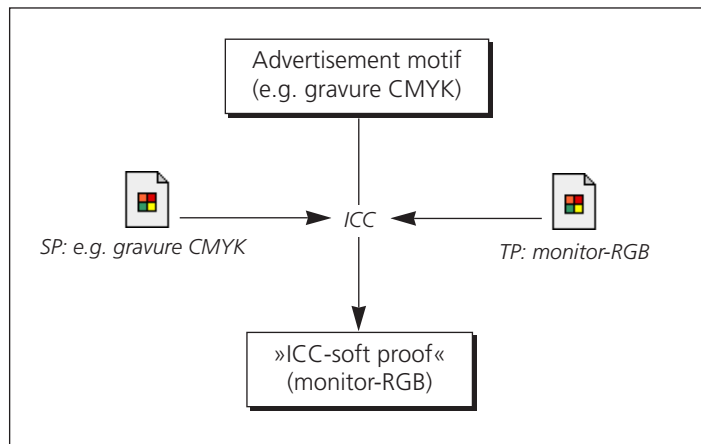 Advertisement motif
(e.g. gravure CMYK)
ICC
SP: e.g. gravure CMYK
TP: monitor-RGB
»ICC-soft proof«
(monitor-RGB)